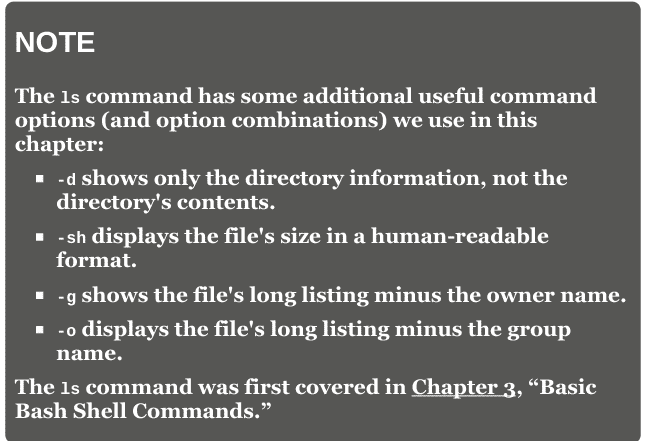 NOTE
The ls command has some additional useful command
options (and option combinations) we use in this
chapter:
-d shows only the directory information, not the
directory's contents.
-sh displays the file's size in a human-readable
format.
-g shows the file's long listing minus the owner name.
-o displays the file's long listing minus the group
name.
The ls command was first covered in Chapter 3, “Basic
Bash Shell Commands.”